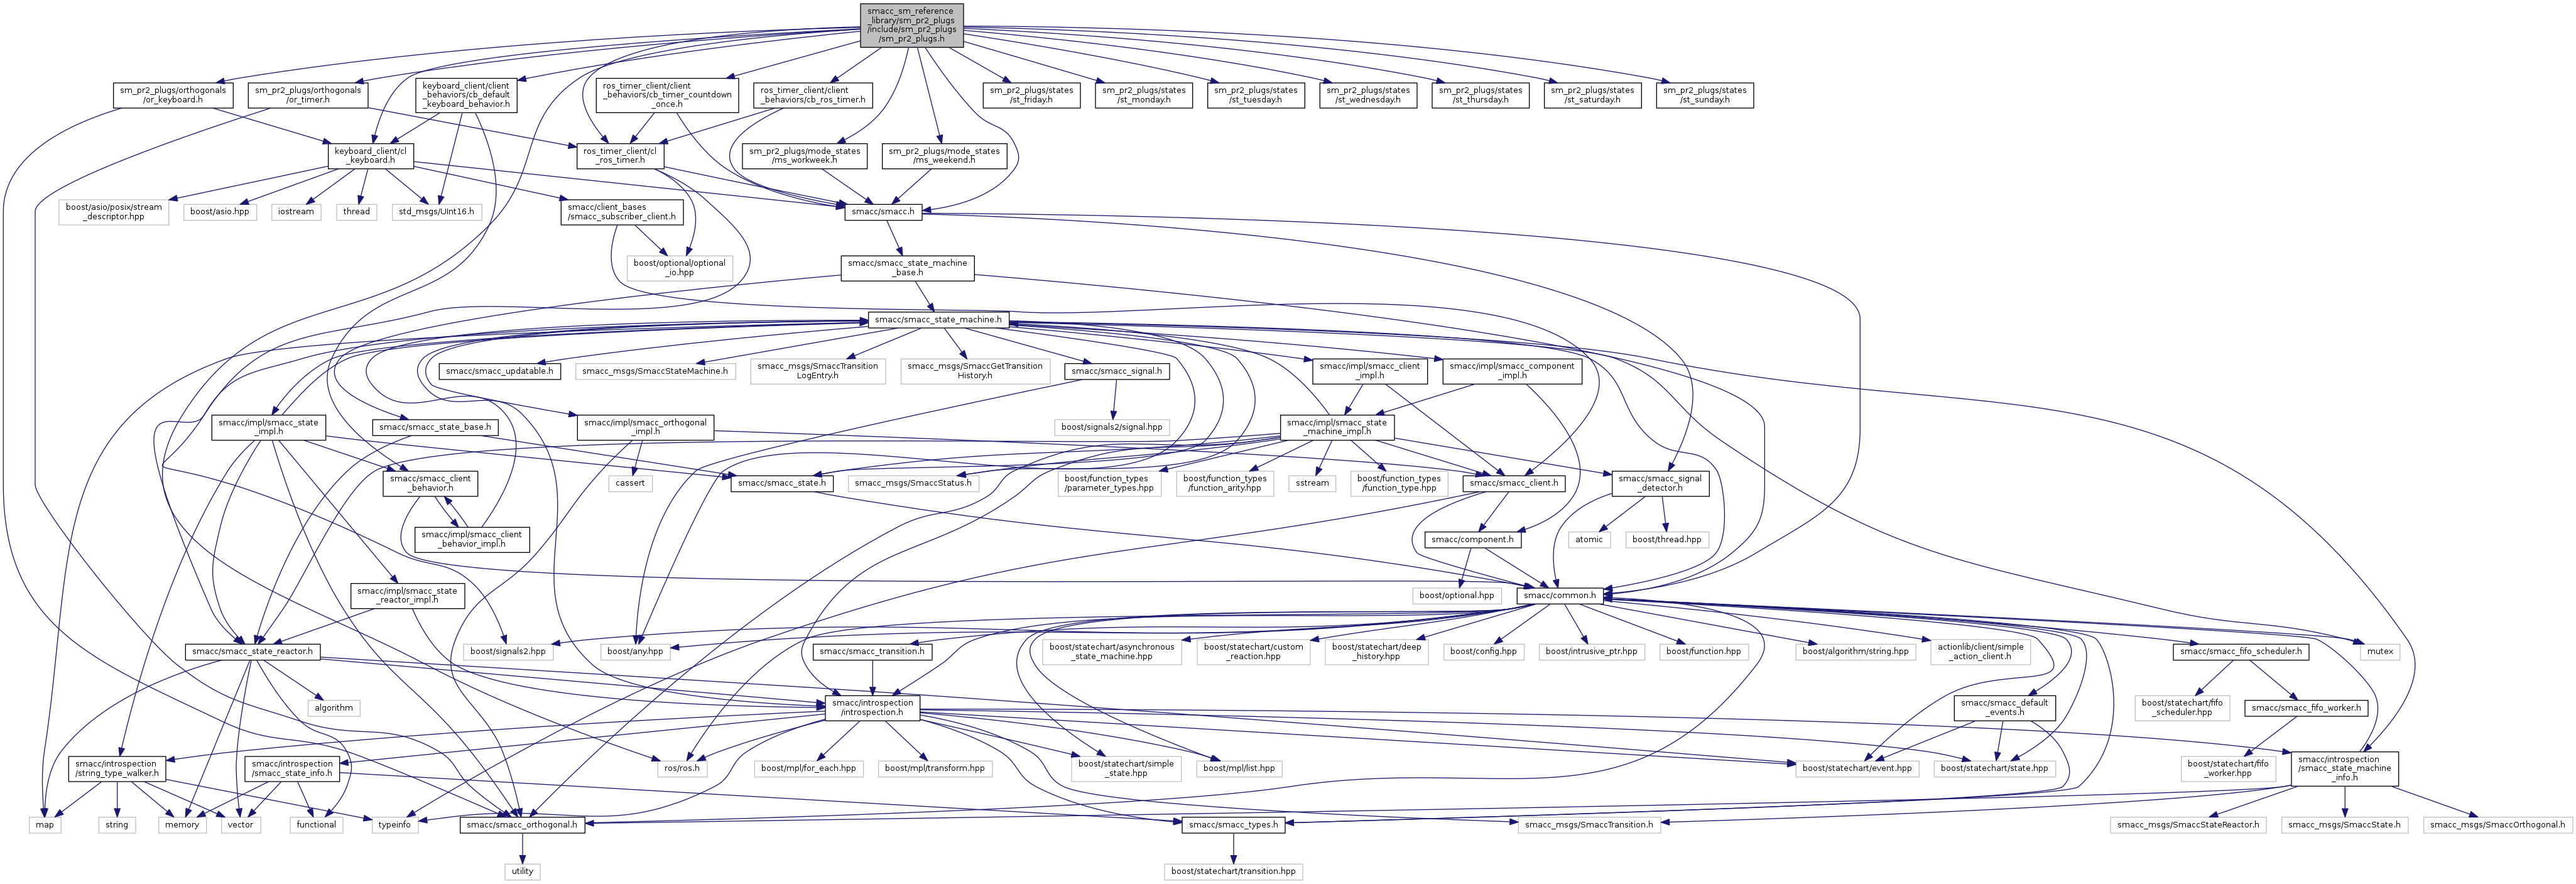 smacc_sm_reference
_library/sm_pr2_plugs
/include/sm_pr2_plugs
/sm_pr2_plugs.h
sm_pr2_plugs/orthogonals
/or_keyboard.h
sm_pr2_plugs/orthogonals
/or_timer.h
keyboard_client/client
_behaviors/cb_default
_keyboard_behavior.h
ros_timer_client/client
_behaviors/cb_timer_countdown
_once.h
ros_timer_client/client
_behaviors/cb_ros_timer.h
sm_pr2_plugs/states
/st_friday.h
sm_pr2_plugs/states
/st_monday.h
sm_pr2_plugs/states
/st_tuesday.h
sm_pr2_plugs/states
/st_wednesday.h
sm_pr2_plugs/states
/st_thursday.h
sm_pr2_plugs/states
/st_saturday.h
sm_pr2_plugs/states
/st_sunday.h
keyboard_client/cl
_keyboard.h
ros_timer_client/cl
_ros_timer.h
sm_pr2_plugs/mode_states
/ms_workweek.h
sm_pr2_plugs/mode_states
/ms_weekend.h
boost/asio/posix/stream
_descriptor.hpp
boost/asio.hpp
iostream
thread
std_msgs/UInt16.h
smacc/client_bases
/smacc_subscriber_client.h
smacc/smacc.h
boost/optional/optional
_io.hpp
smacc/smacc_state_machine
_base.h
smacc/smacc_state_machine.h
smacc/smacc_updatable.h
smacc_msgs/SmaccStateMachine.h
smacc_msgs/SmaccTransition
LogEntry.h
smacc_msgs/SmaccGetTransition
History.h
smacc/smacc_signal.h
smacc/impl/smacc_client
_impl.h
smacc/impl/smacc_component
_impl.h
smacc/impl/smacc_state
_impl.h
smacc/smacc_state_base.h
smacc/impl/smacc_orthogonal
_impl.h
boost/signals2/signal.hpp
smacc/impl/smacc_state
_machine_impl.h
smacc/smacc_client
_behavior.h
cassert
smacc/smacc_state.h
smacc_msgs/SmaccStatus.h
boost/function_types
/parameter_types.hpp
boost/function_types
/function_arity.hpp
sstream
boost/function_types
/function_type.hpp
smacc/smacc_client.h
smacc/smacc_signal
_detector.h
smacc/impl/smacc_client
_behavior_impl.h
smacc/component.h
atomic
boost/thread.hpp
smacc/impl/smacc_state
_reactor_impl.h
boost/optional.hpp
smacc/common.h
smacc/smacc_state_reactor.h
boost/signals2.hpp
boost/any.hpp
smacc/smacc_transition.h
boost/statechart/asynchronous
_state_machine.hpp
boost/statechart/custom
_reaction.hpp
boost/statechart/deep
_history.hpp
boost/config.hpp
boost/intrusive_ptr.hpp
boost/function.hpp
boost/algorithm/string.hpp
actionlib/client/simple
_action_client.h
smacc/smacc_fifo_scheduler.h
mutex
algorithm
smacc/introspection
/introspection.h
smacc/smacc_default
_events.h
boost/statechart/fifo
_scheduler.hpp
smacc/smacc_fifo_worker.h
smacc/introspection
/string_type_walker.h
smacc/introspection
/smacc_state_info.h
ros/ros.h
boost/mpl/for_each.hpp
boost/mpl/transform.hpp
boost/statechart/simple
_state.hpp
boost/mpl/list.hpp
boost/statechart/event.hpp
boost/statechart/state.hpp
boost/statechart/fifo
_worker.hpp
smacc/introspection
/smacc_state_machine
_info.h
map
string
memory
vector
functional
typeinfo
smacc/smacc_orthogonal.h
smacc/smacc_types.h
smacc_msgs/SmaccTransition.h
smacc_msgs/SmaccStateReactor.h
smacc_msgs/SmaccState.h
smacc_msgs/SmaccOrthogonal.h
utility
boost/statechart/transition.hpp